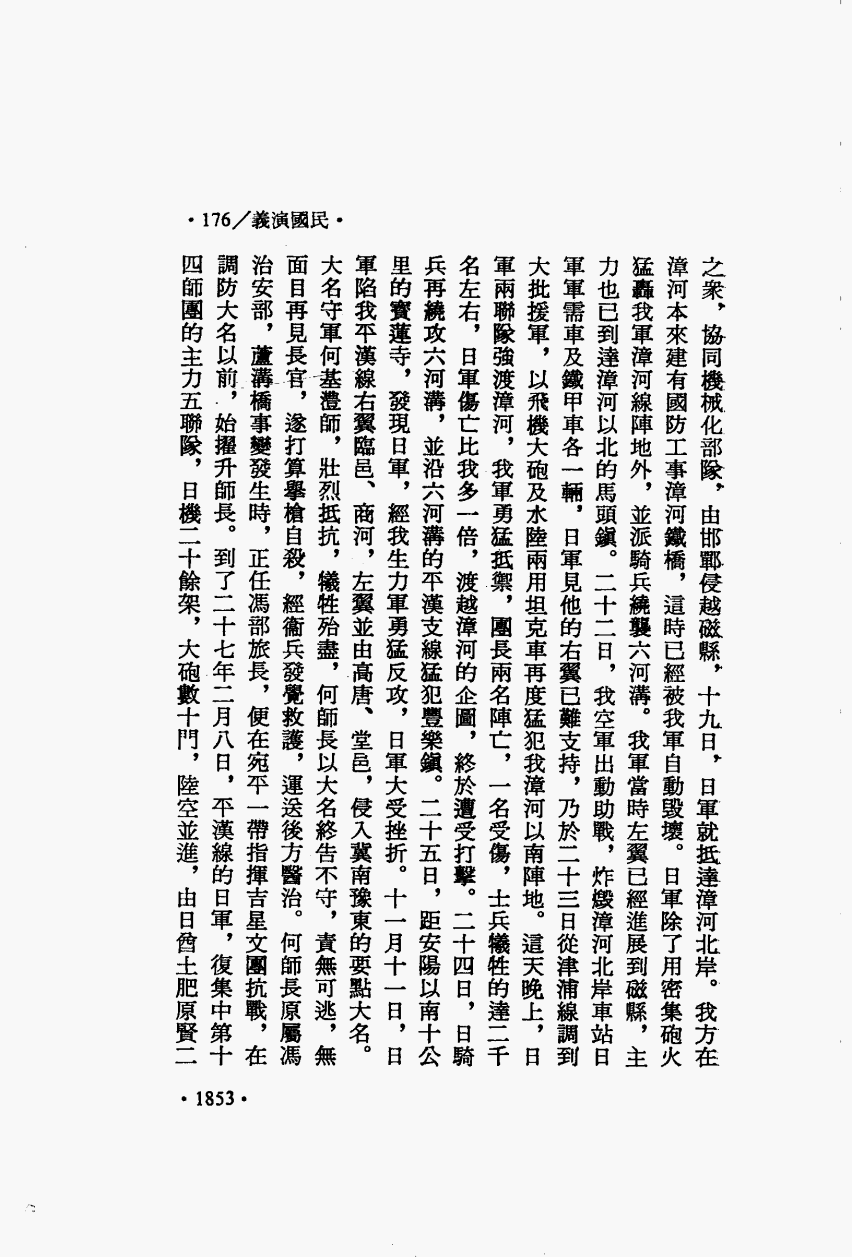 •176／義演國民•
之衆，協同機械化部隊，由邯鄲侵越磁縣，十九日，日軍就抵達漳河北岸。我方在
漳河本來建有國防工事漳河鐵橋，這時已經被我軍自動毀壞。日軍除了用密集砲火
猛轟我軍漳河線陣地外，並派騎兵繞襲六河溝。我軍當時左翼已經進展到磁縣，主
力也已到達漳河以北的馬頭鎭。二十二日，我空軍出動助戰，炸燬漳河北岸車站日
軍軍需車及鐵甲車各一輛，日軍見他的右翼已難支持，乃於二十三日從津浦線調到
大批援軍，以飛機大砲及水陸兩用坦克車再度猛犯我漳河以南陣地。這天晚上，日
軍兩聯隊強渡漳河，我軍勇猛抵禦，團長兩名陣亡，一名受傷，士兵犧牲的達二千
名左右，日軍傷亡比我多一倍，渡越漳河的企圖，終於遭受打擊。二十四日，日騎
兵再繞攻六河溝，並沿六河溝的平漢支線猛犯豐樂鎭。二十五日，距安陽以南十公
里的寶蓮寺，發現日軍，經我生力軍勇猛反攻，日軍大受挫折。十一月十一日，日
軍陷我平漢線右翼臨邑、商河，左翼並由高唐、堂邑，侵入冀南豫東的要點大名。
大名守軍何基灃師，壯烈抵抗，犧牲殆盡，何師長以大名終告不守，責無可逃，無
面目再見長官，遂打算擧槍自殺，經衞兵發覺救護，運送後方醫治。何師長原屬馮
治安部，蘆溝橋事變發生時，正任馮部旅長，便在宛平一帶指揮吉星文團抗戰，在
調防大名以前，始擢升師長。到了二十七年二月八日，平漢線的日軍，復集中第十
四師團的主力五聯隊，日機二十餘架，大砲數十門，陸空並進，由日酋土肥原賢二
•1853•